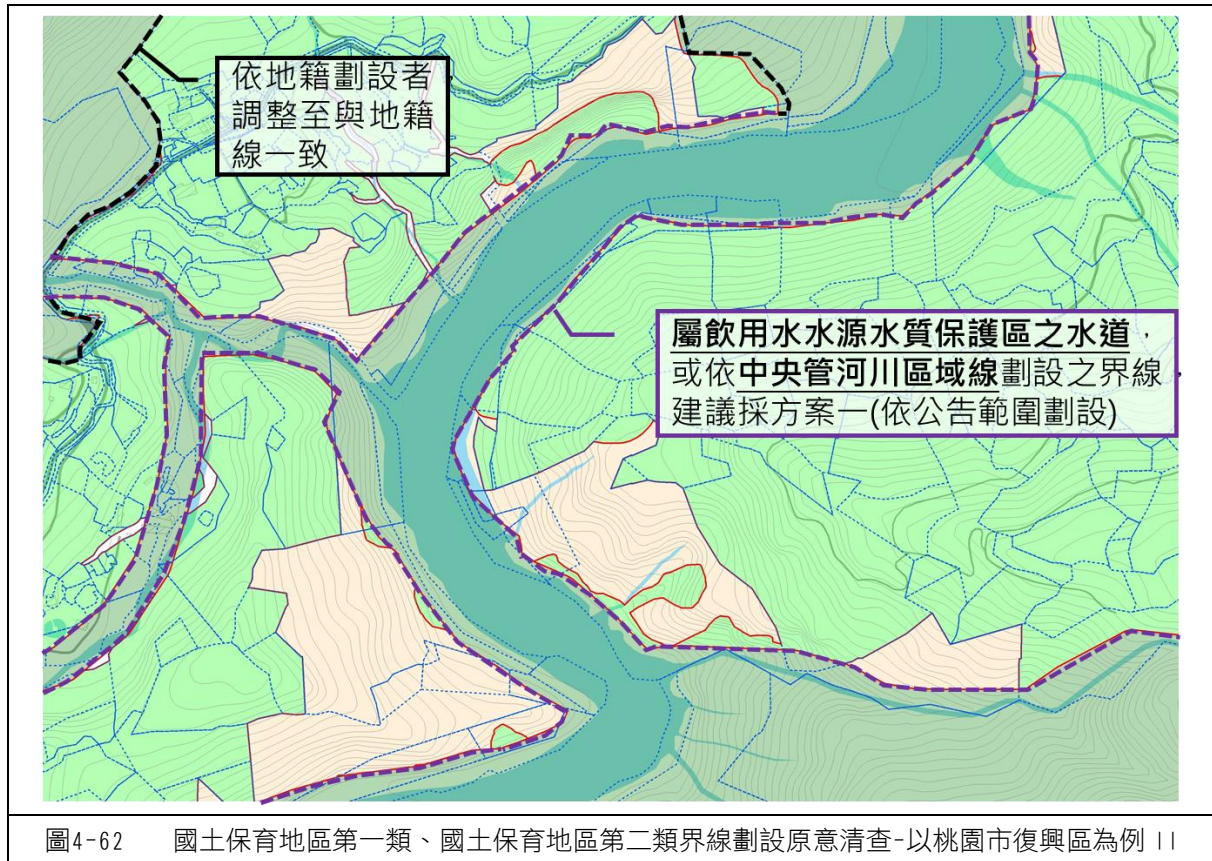 依地籍劃設者
調整至與地籍
線一致
屬飲用水水源水質保護區之水道
或依中央管河川區域線劃設之界線
建議採方案一(依公告範圍劃設)
圖4-62 國土保育地區第一類、國土保育地區第二類界線劃設原意清查-以桃園市復興區為例 II